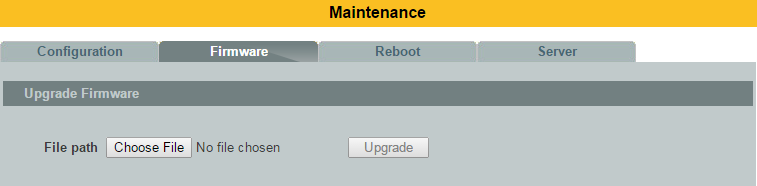 Maintenance
Configuration Firmware Reboot Server
Upgrade Firmware
File path Choose File No file chosen Upgrade